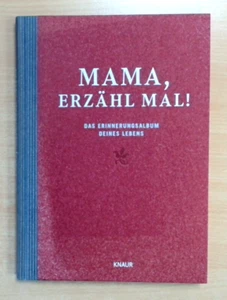 MAMA,
ERZÄHL MAL!
DAS ERINNERUNGSALBUM
DEINES LEBENS
KNAUR